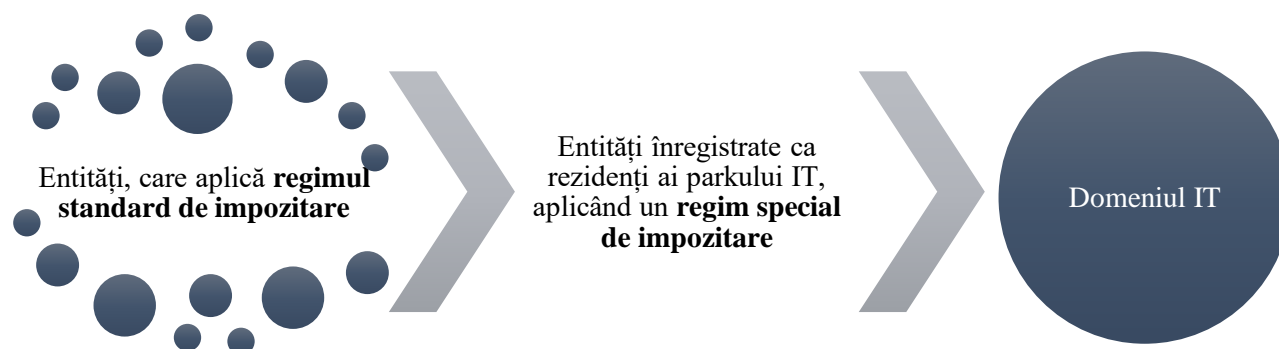 Entități, care aplică regimul
standard de impozitare
Entități înregistrate ca
rezidenți ai parkului IT,
aplicând un regim special
de impozitare
Domeniul IT